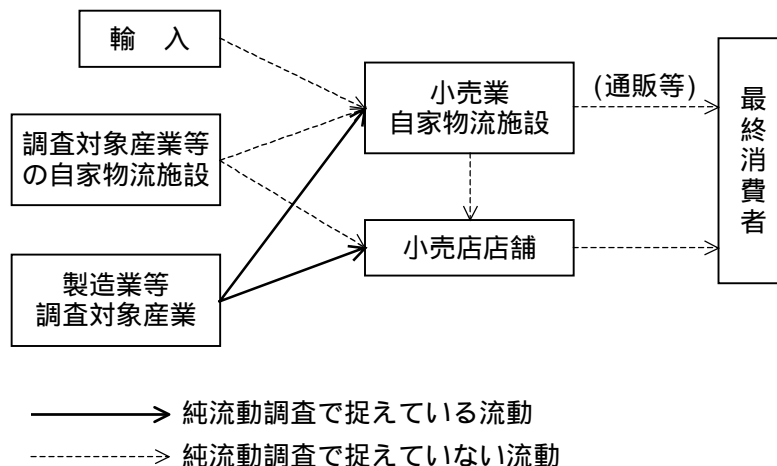 輸　入
調査対象産業等
の自家物流施設
製造業等
調査対象産業
小売業
自家物流施設
(通販等)
小売店店舗
最終消費者
純流動調査で捉えている流動
純流動調査で捉えていない流動